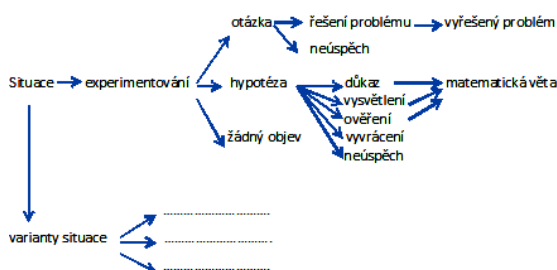 otázka řešení problému vyřešený problém
neúspěch
Situace experimentování hypotéza důkaz matematická věta
vysvětlení
ověření
žádný objev vyvrácení
neúspěch
varianty situace